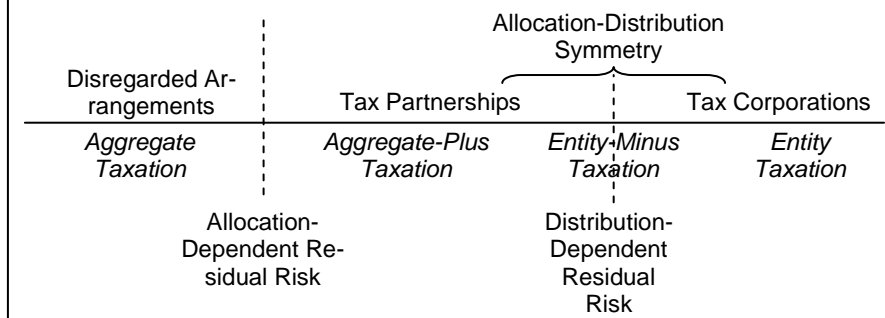 Allocation-Distribution
Symmetry
Disregarded Ar-
rangements
Tax Partnerships
Tax Corporations
Aggregate
Taxation
Aggregate-Plus
Taxation
Entity-Minus
Taxation
Entity
Taxation
Allocation-
Dependent Re-
sidual Risk
Distribution-
Dependent
Residual
Risk